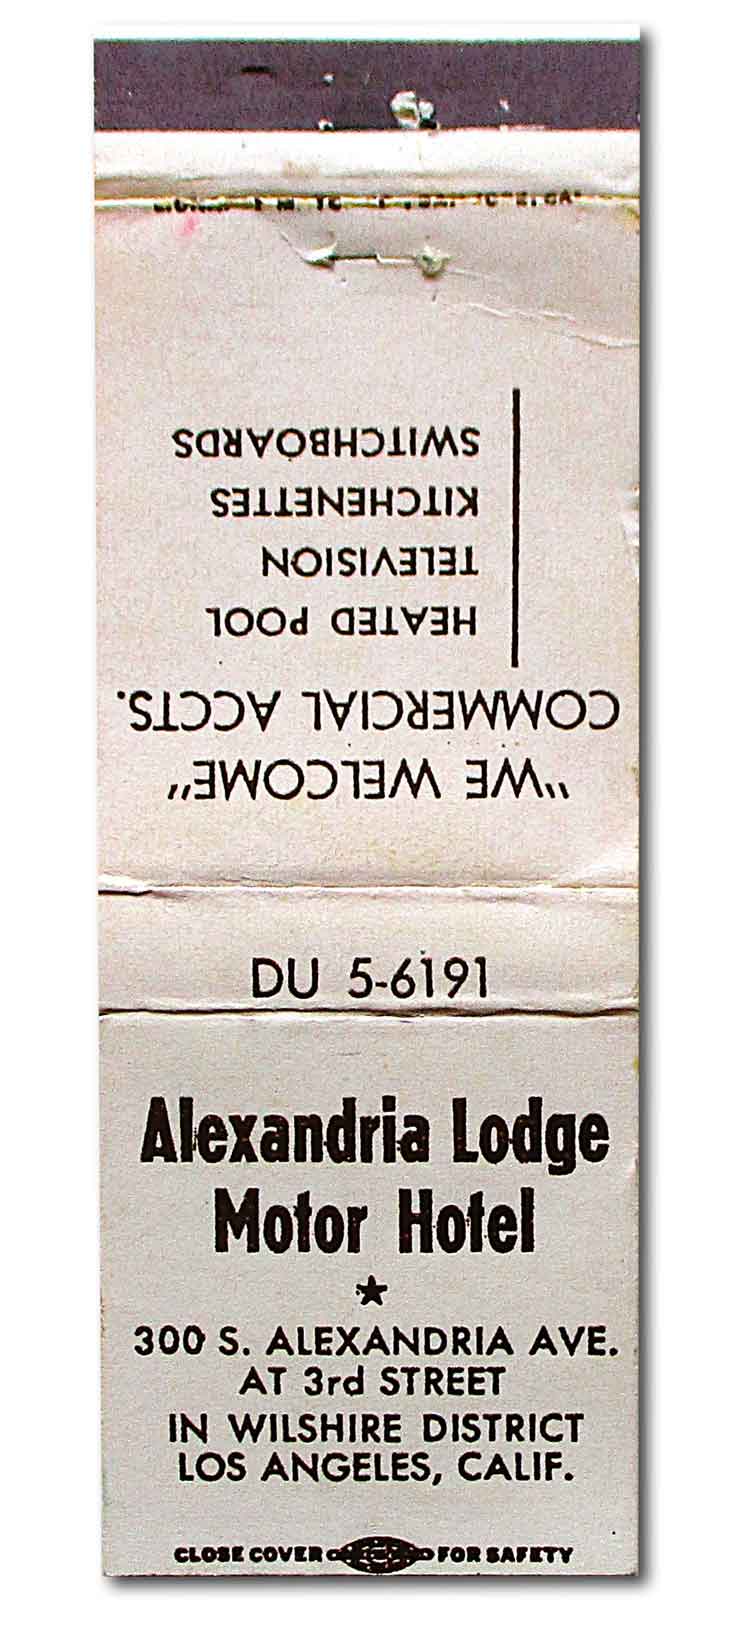 Alexandria Lodge
Motor Hotel
★
300 S. ALEXANDRIA AVE.
AT 3rd STREET
IN WILSHIRE DISTRICT
LOS ANGELES, CALIF.
CLOSE COVER FOR SAFETY
DU 5-6191
"WE WELCOME"
COMMERCIAL ACCTS.
HEATED POOL
TELEVISION
KITCHENETTES
SWITCHBOARDS